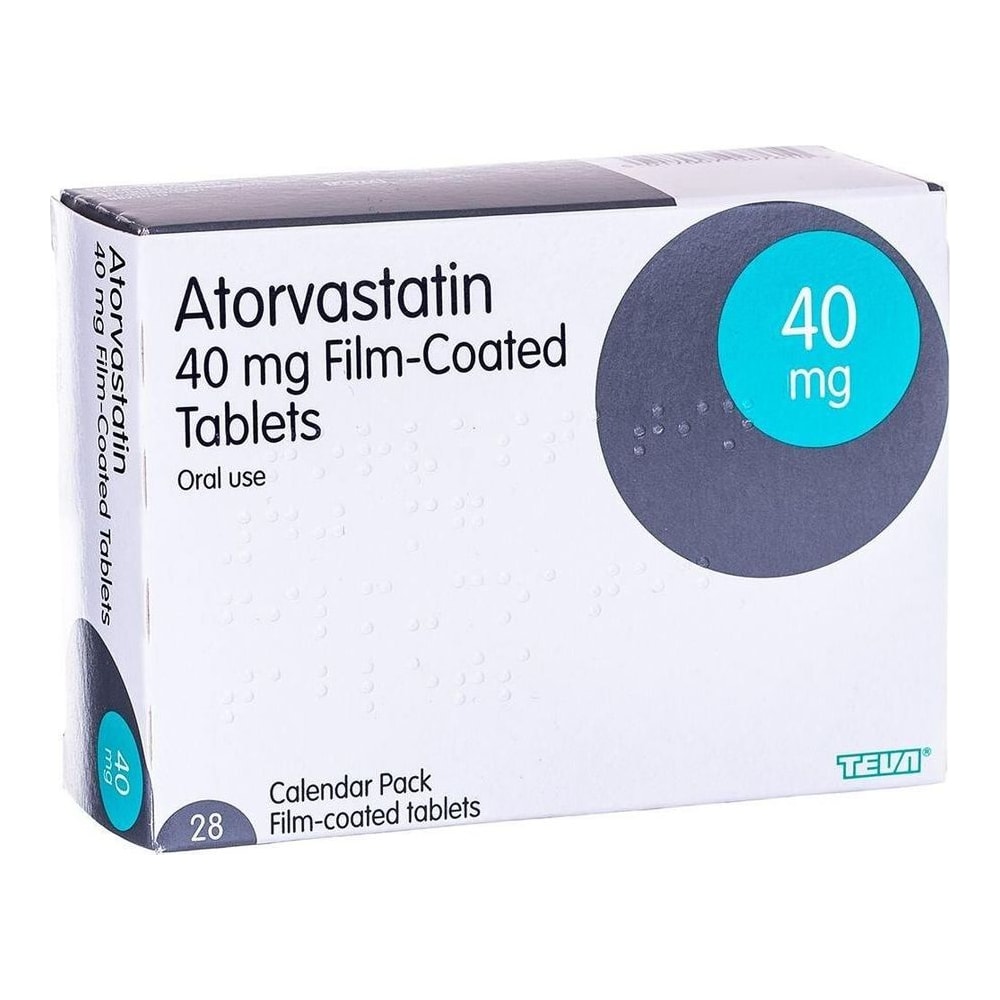 Atorvastatin
40 mg Film-Coated
Tablets
Oral use
40
mg
Atorvastatin
40 mg Film-Coated Tablets
40
mg
28
Calendar Pack
Film-coated tablets
TEVA®